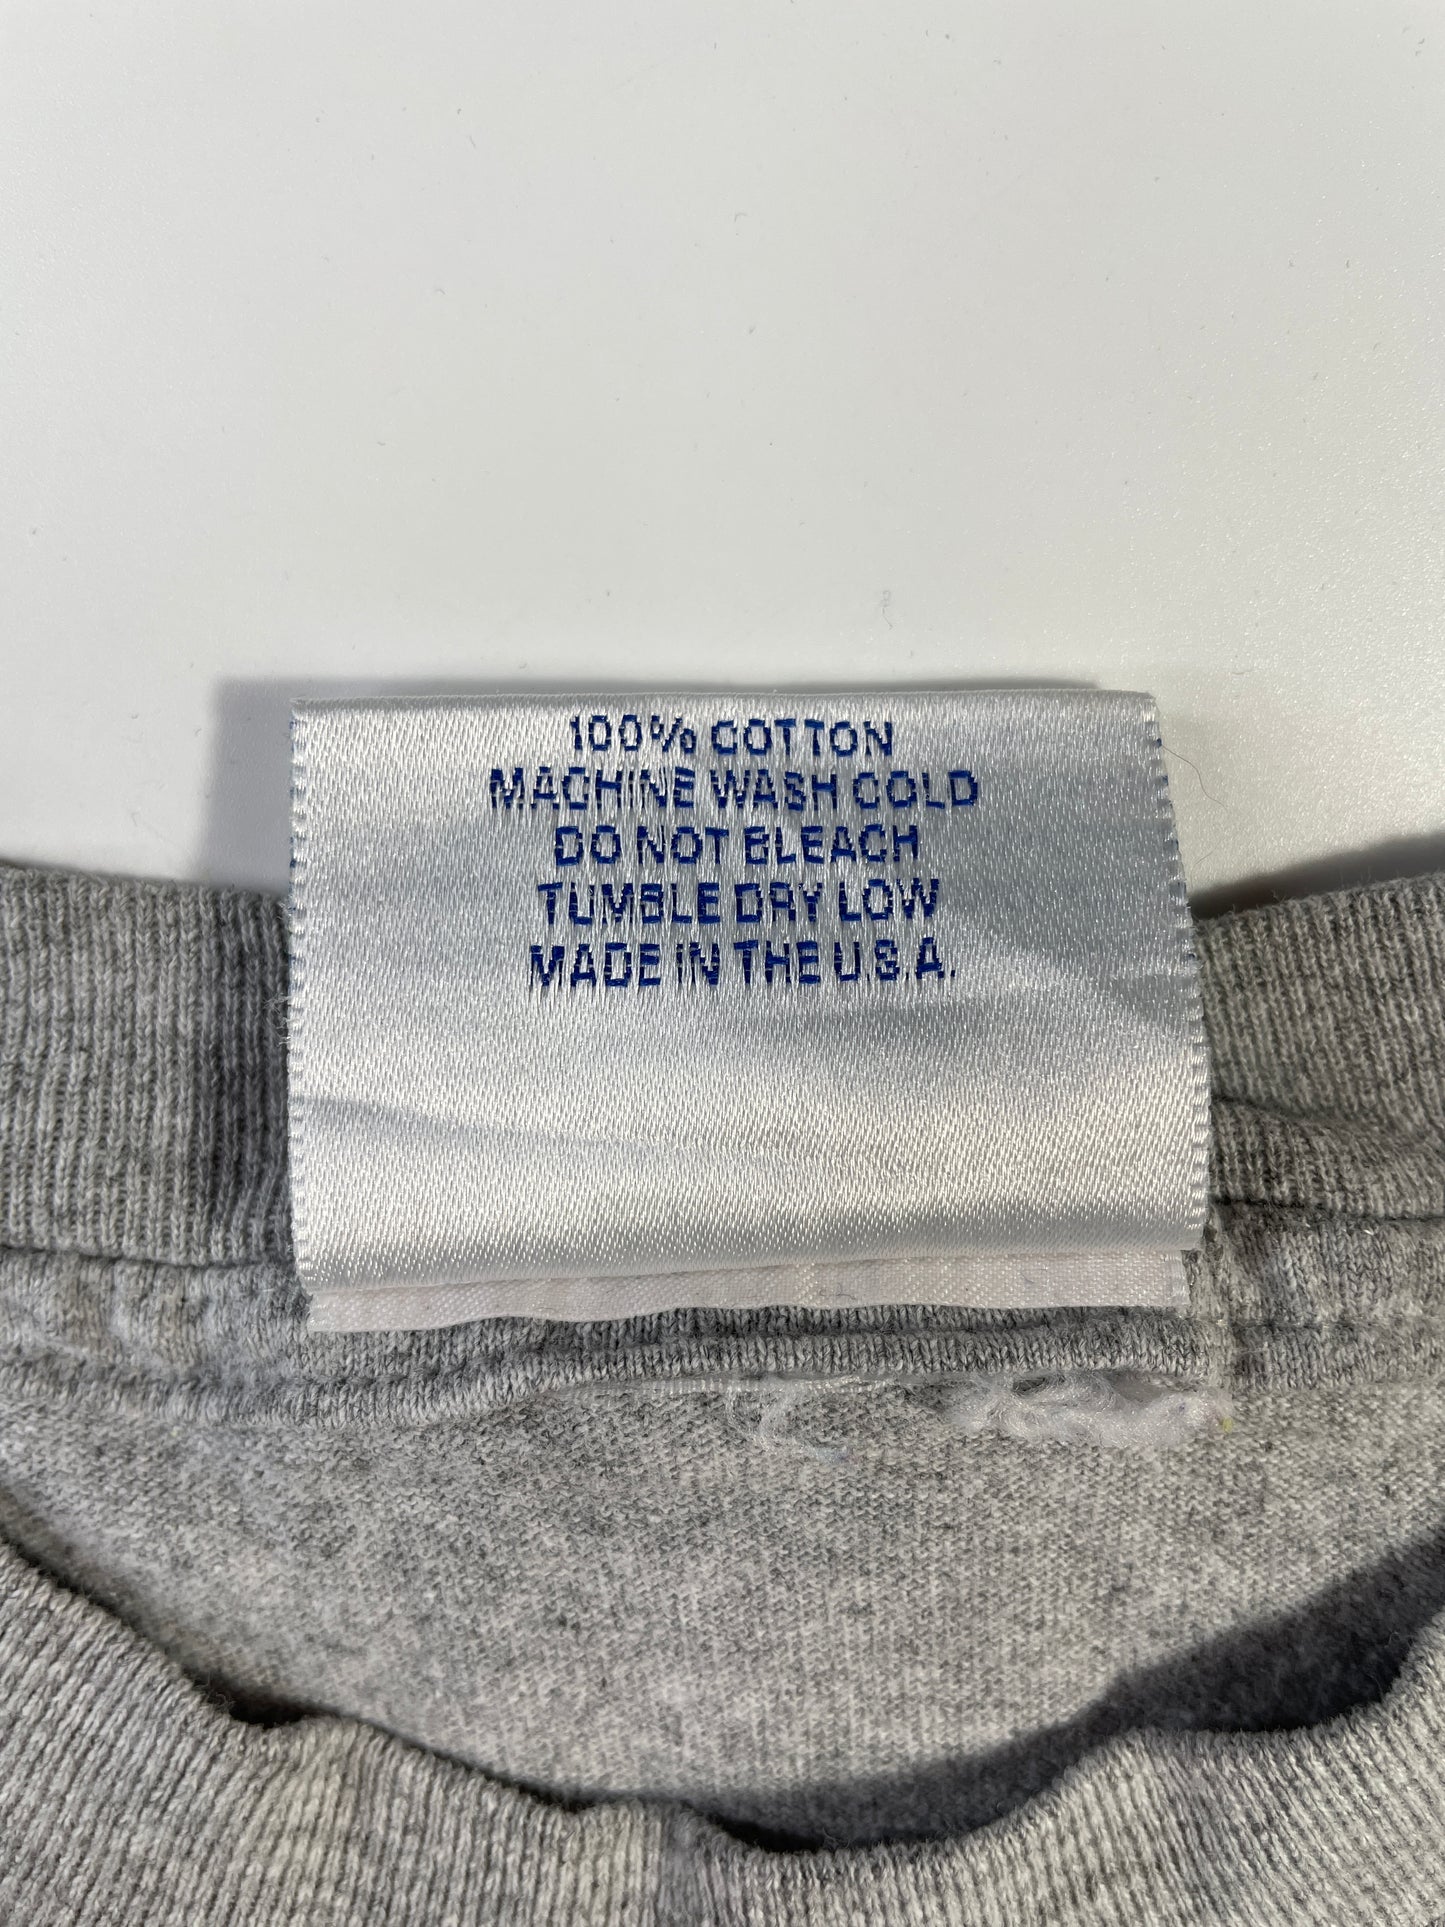 100% COTTON
MACHINE WASH COLD
DO NOT BLEACH
TUMBLE DRY LOW
MADE IN THE U.S.A.